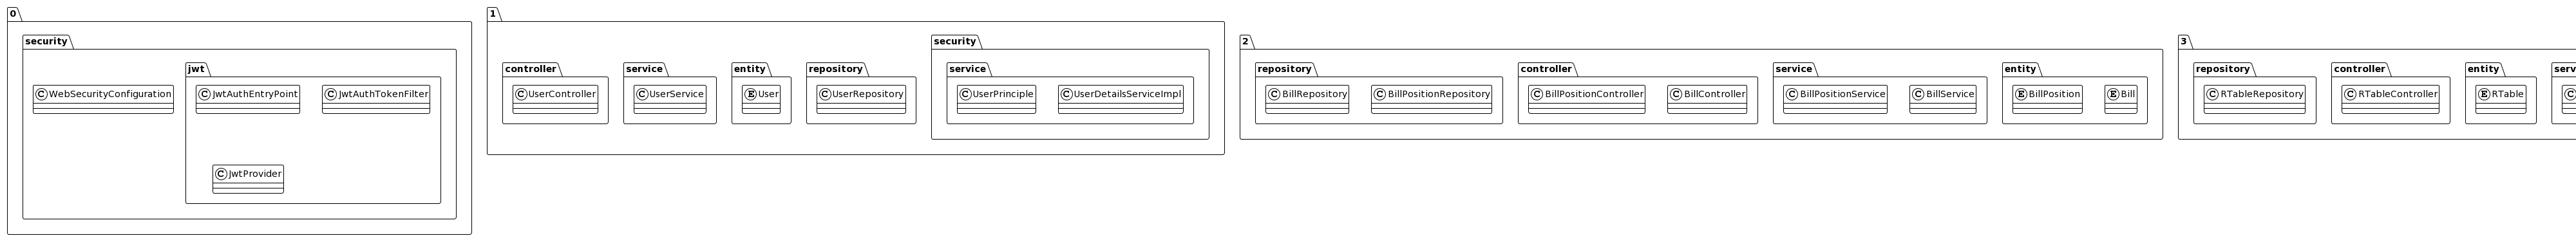 0
security
C WebSecurityConfiguration
jwt
C JwtAuthEntryPoint
C JwtAuthTokenFilter
C JwtProvider
1
controller
C UserController
service
C UserService
entity
E User
repository
C UserRepository
security
service
C UserPrinciple
C UserDetailsServiceImpl
2
repository
C BillRepository
C BillPositionRepository
controller
C BillPositionController
C BillController
service
C BillPositionService
C BillService
entity
E BillPosition
E Bill
3
repository
C RTableRepository
controller
C RTableController
entity
E RTable
serv
C